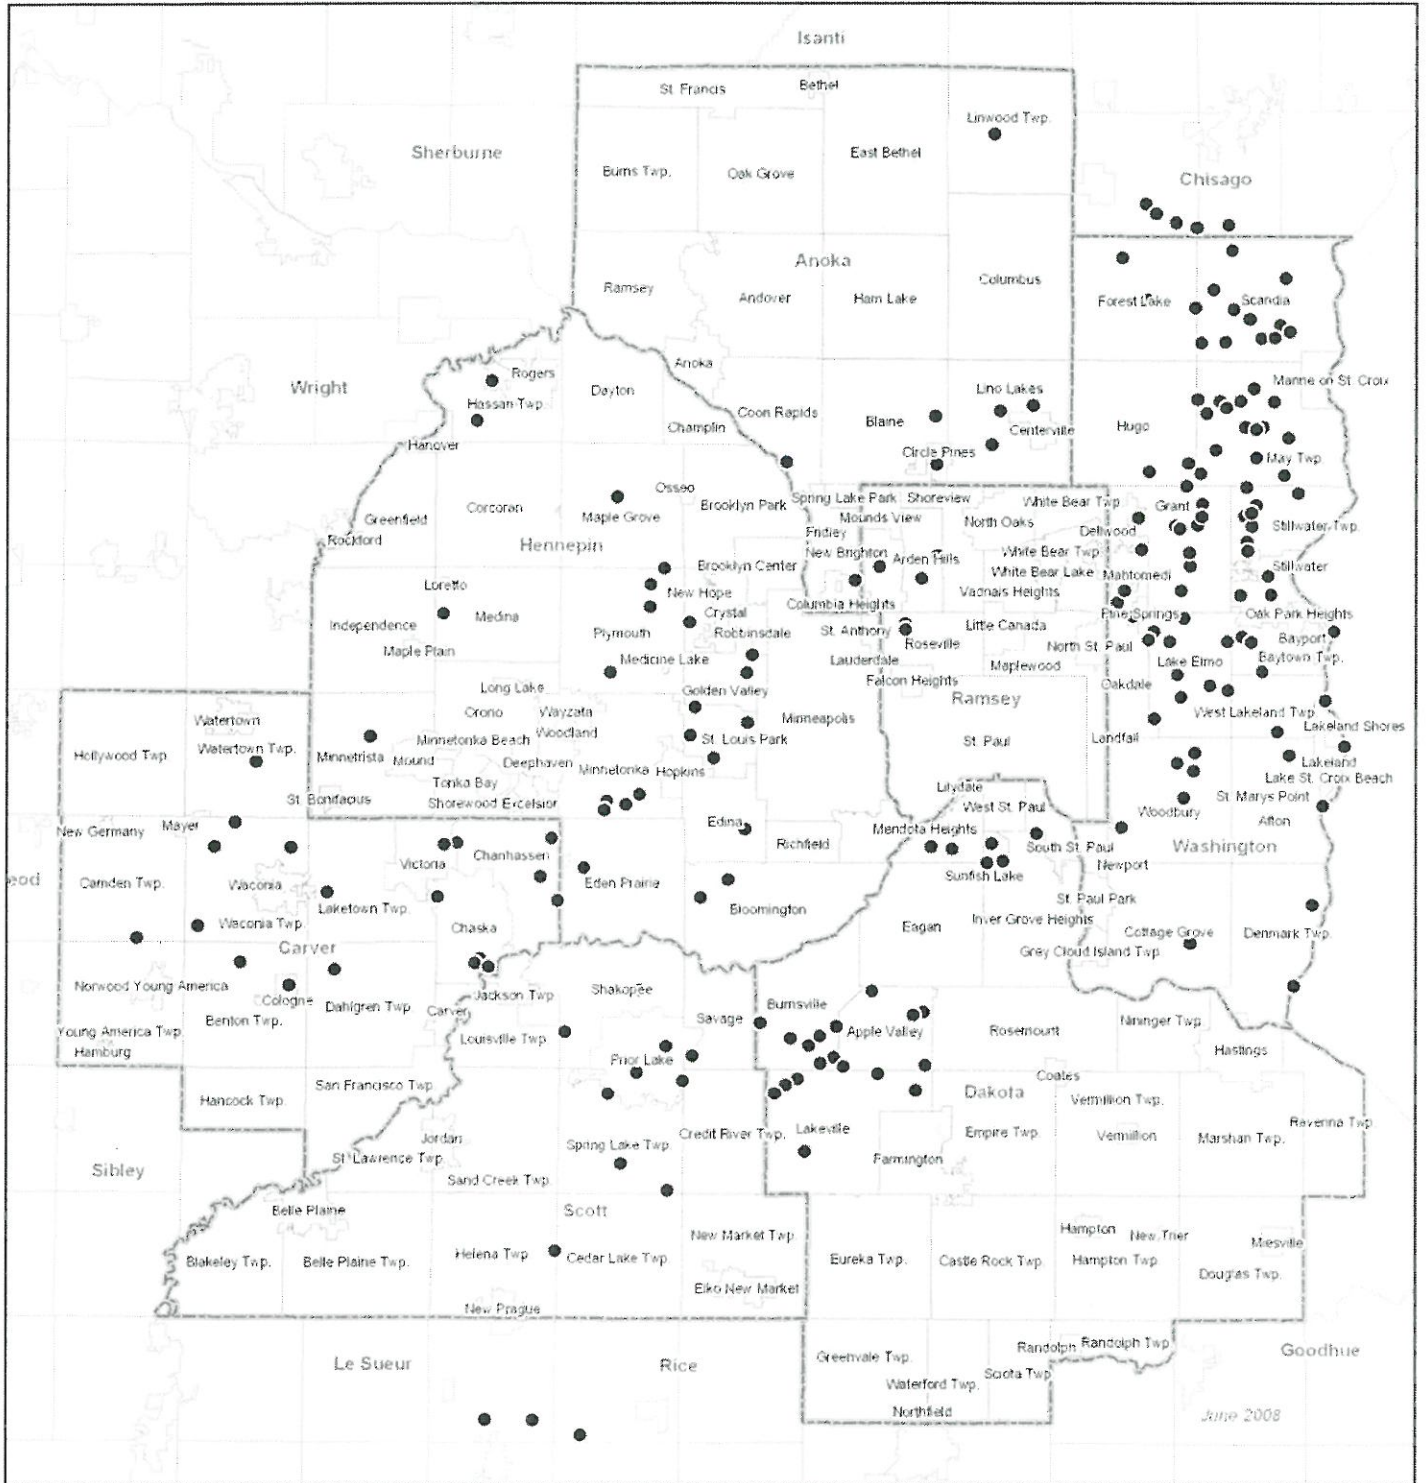 Isanti
St. Francis
Bethel
Linwood Twp.
Sherburne
East Bethel
Burns Twp.
Oak Grove
Chisago
Anoka
Columbus
Ramsey
Andover
Ham Lake
Forest Lake
Scandia
Anoka
Rogers
Wright
Dayton
Marine on St. Croix
Lino Lakes
Hassan Twp.
Coon Rapids
Blaine
Champlin
Centerville
Hugo
Hanover
Circle Pines
May Twp.
Osseo
Brooklyn Park
Spring Lake Park
Shoreview
White Bear Twp.
Corcoran
Maple Grove
Mounds View
North Oaks
Grant
Greenfield
Fridley
Dellwood
Stillwater Twp.
Rockford
Hennepin
New Brighton
Arden Hills
White Bear Twp.
Brooklyn Center
White Bear Lake
Mahtomedi
Stillwater
Loretto
New Hope
Vadnais Heights
Columbia Heights
Crystal
Pine Springs
Oak Park Heights
Independence
Medina
Plymouth
Robbinsdale
St. Anthony
Roseville
Little Canada
North St. Paul
Bayport
Maple Plain
Medicine Lake
Lauderdale
Maplewood
Lake Elmo
Baytown Twp.
Falcon Heights
Oakdale
Long Lake
Golden Valley
Ramsey
Orono
Wayzata
Minneapolis
West Lakeland Twp.
Watertown
Woodland
Lakeland Shores
Hollywood Twp.
Watertown Twp.
Minnetonka Beach
St. Louis Park
St. Paul
Landfall
Minnetrista
Mound
Deephaven
Minnetonka
Hopkins
Lakeland
Tonka Bay
Lake St. Croix Beach
Lilydale
St. Bonifacius
Shorewood
Excelsior
West St. Paul
St. Marys Point
Woodbury
New Germany
Mayer
Edina
Mendota Heights
Afton
Richfield
South St. Paul
Washington
Victoria
Chanhassen
Newport
eod
Camden Twp.
Waconia
Eden Prairie
Sunfish Lake
Laketown Twp.
Bloomington
St. Paul Park
Waconia Twp.
Chaska
Eagan
Inver Grove Heights
Cottage Grove
Denmark Twp.
Carver
Grey Cloud Island Twp.
Norwood Young America
Cologne
Dahlgren Twp.
Carver
Jackson Twp.
Shakopee
Burnsville
Benton Twp.
Savage
Apple Valley
Rosemount
Nininger Twp.
Young America Twp.
Louisville Twp.
Hamburg
Prior Lake
Hastings
San Francisco Twp.
Coates
Hancock Twp.
Dakota
Vermillion Twp.
Ravenna Twp.
Jordan
Spring Lake Twp.
Credit River Twp.
Lakeville
Empire Twp.
Vermillion
Marshan Twp.
St. Lawrence Twp.
Farmington
Sibley
Sand Creek Twp.
Belle Plaine
Scott
New Market Twp.
Hampton
New Trier
Miesville
Blakeley Twp.
Belle Plaine Twp.
Helena Twp.
Cedar Lake Twp.
Eureka Twp.
Castle Rock Twp.
Hampton Twp.
Douglas Twp.
Elko New Market
New Prague
Randolph
Randolph Twp.
Goodhue
Le Sueur
Rice
Greenvale Twp.
Sciota Twp.
Waterford Twp.
Northfield
June 2008